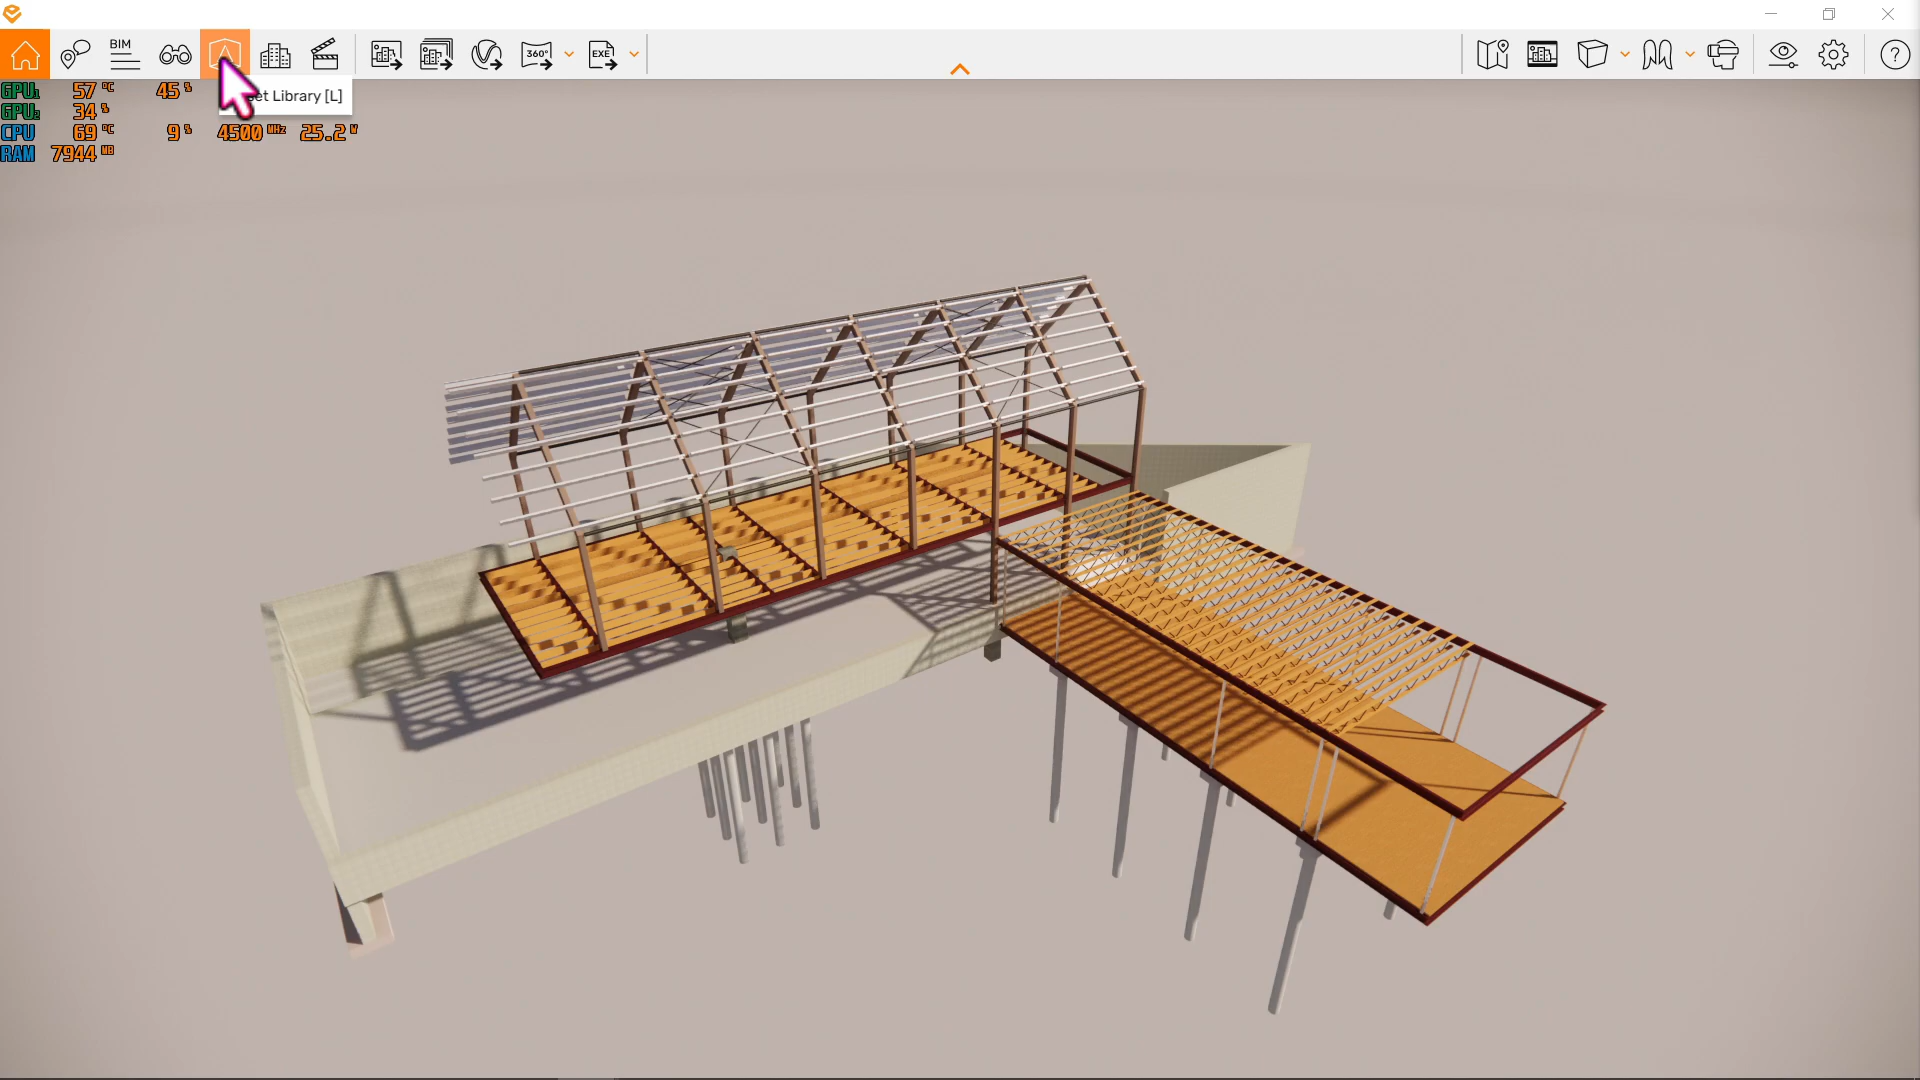 BIM
360°
EXE
?
GPU1 57 °C 45 %
et Library [L]
GPU2 34 %
CPU 69 °C 9 % 4500 MHz 25.2 W
RAM 7944 MB